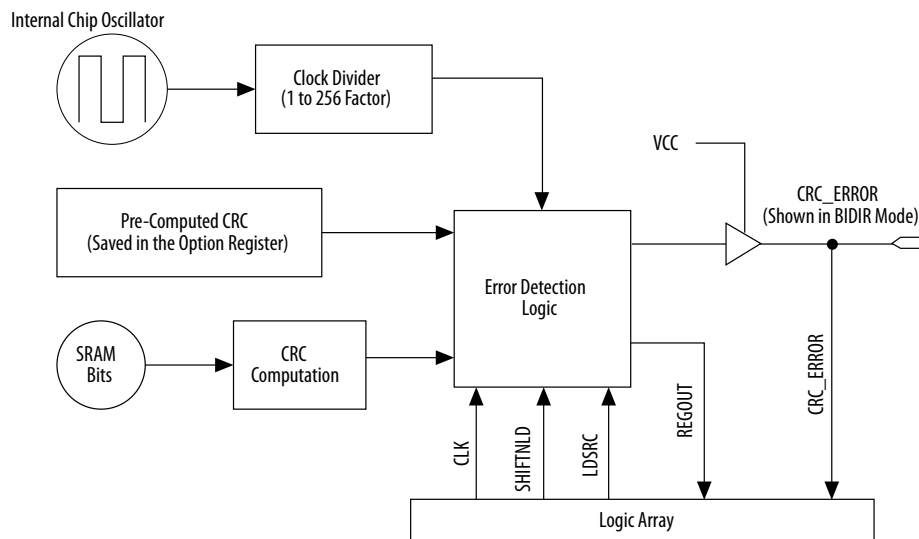 Internal Chip Oscillator
Clock Divider
(1 to 256 Factor)
VCC
CRC_ERROR
(Shown in BIDIR Mode)
Pre-Computed CRC
(Saved in the Option Register)
Error Detection
Logic
SRAM
Bits
CRC
Computation
CLK
SHIFTNLD
LDSRC
REGOUT
CRC_ERROR
Logic Array